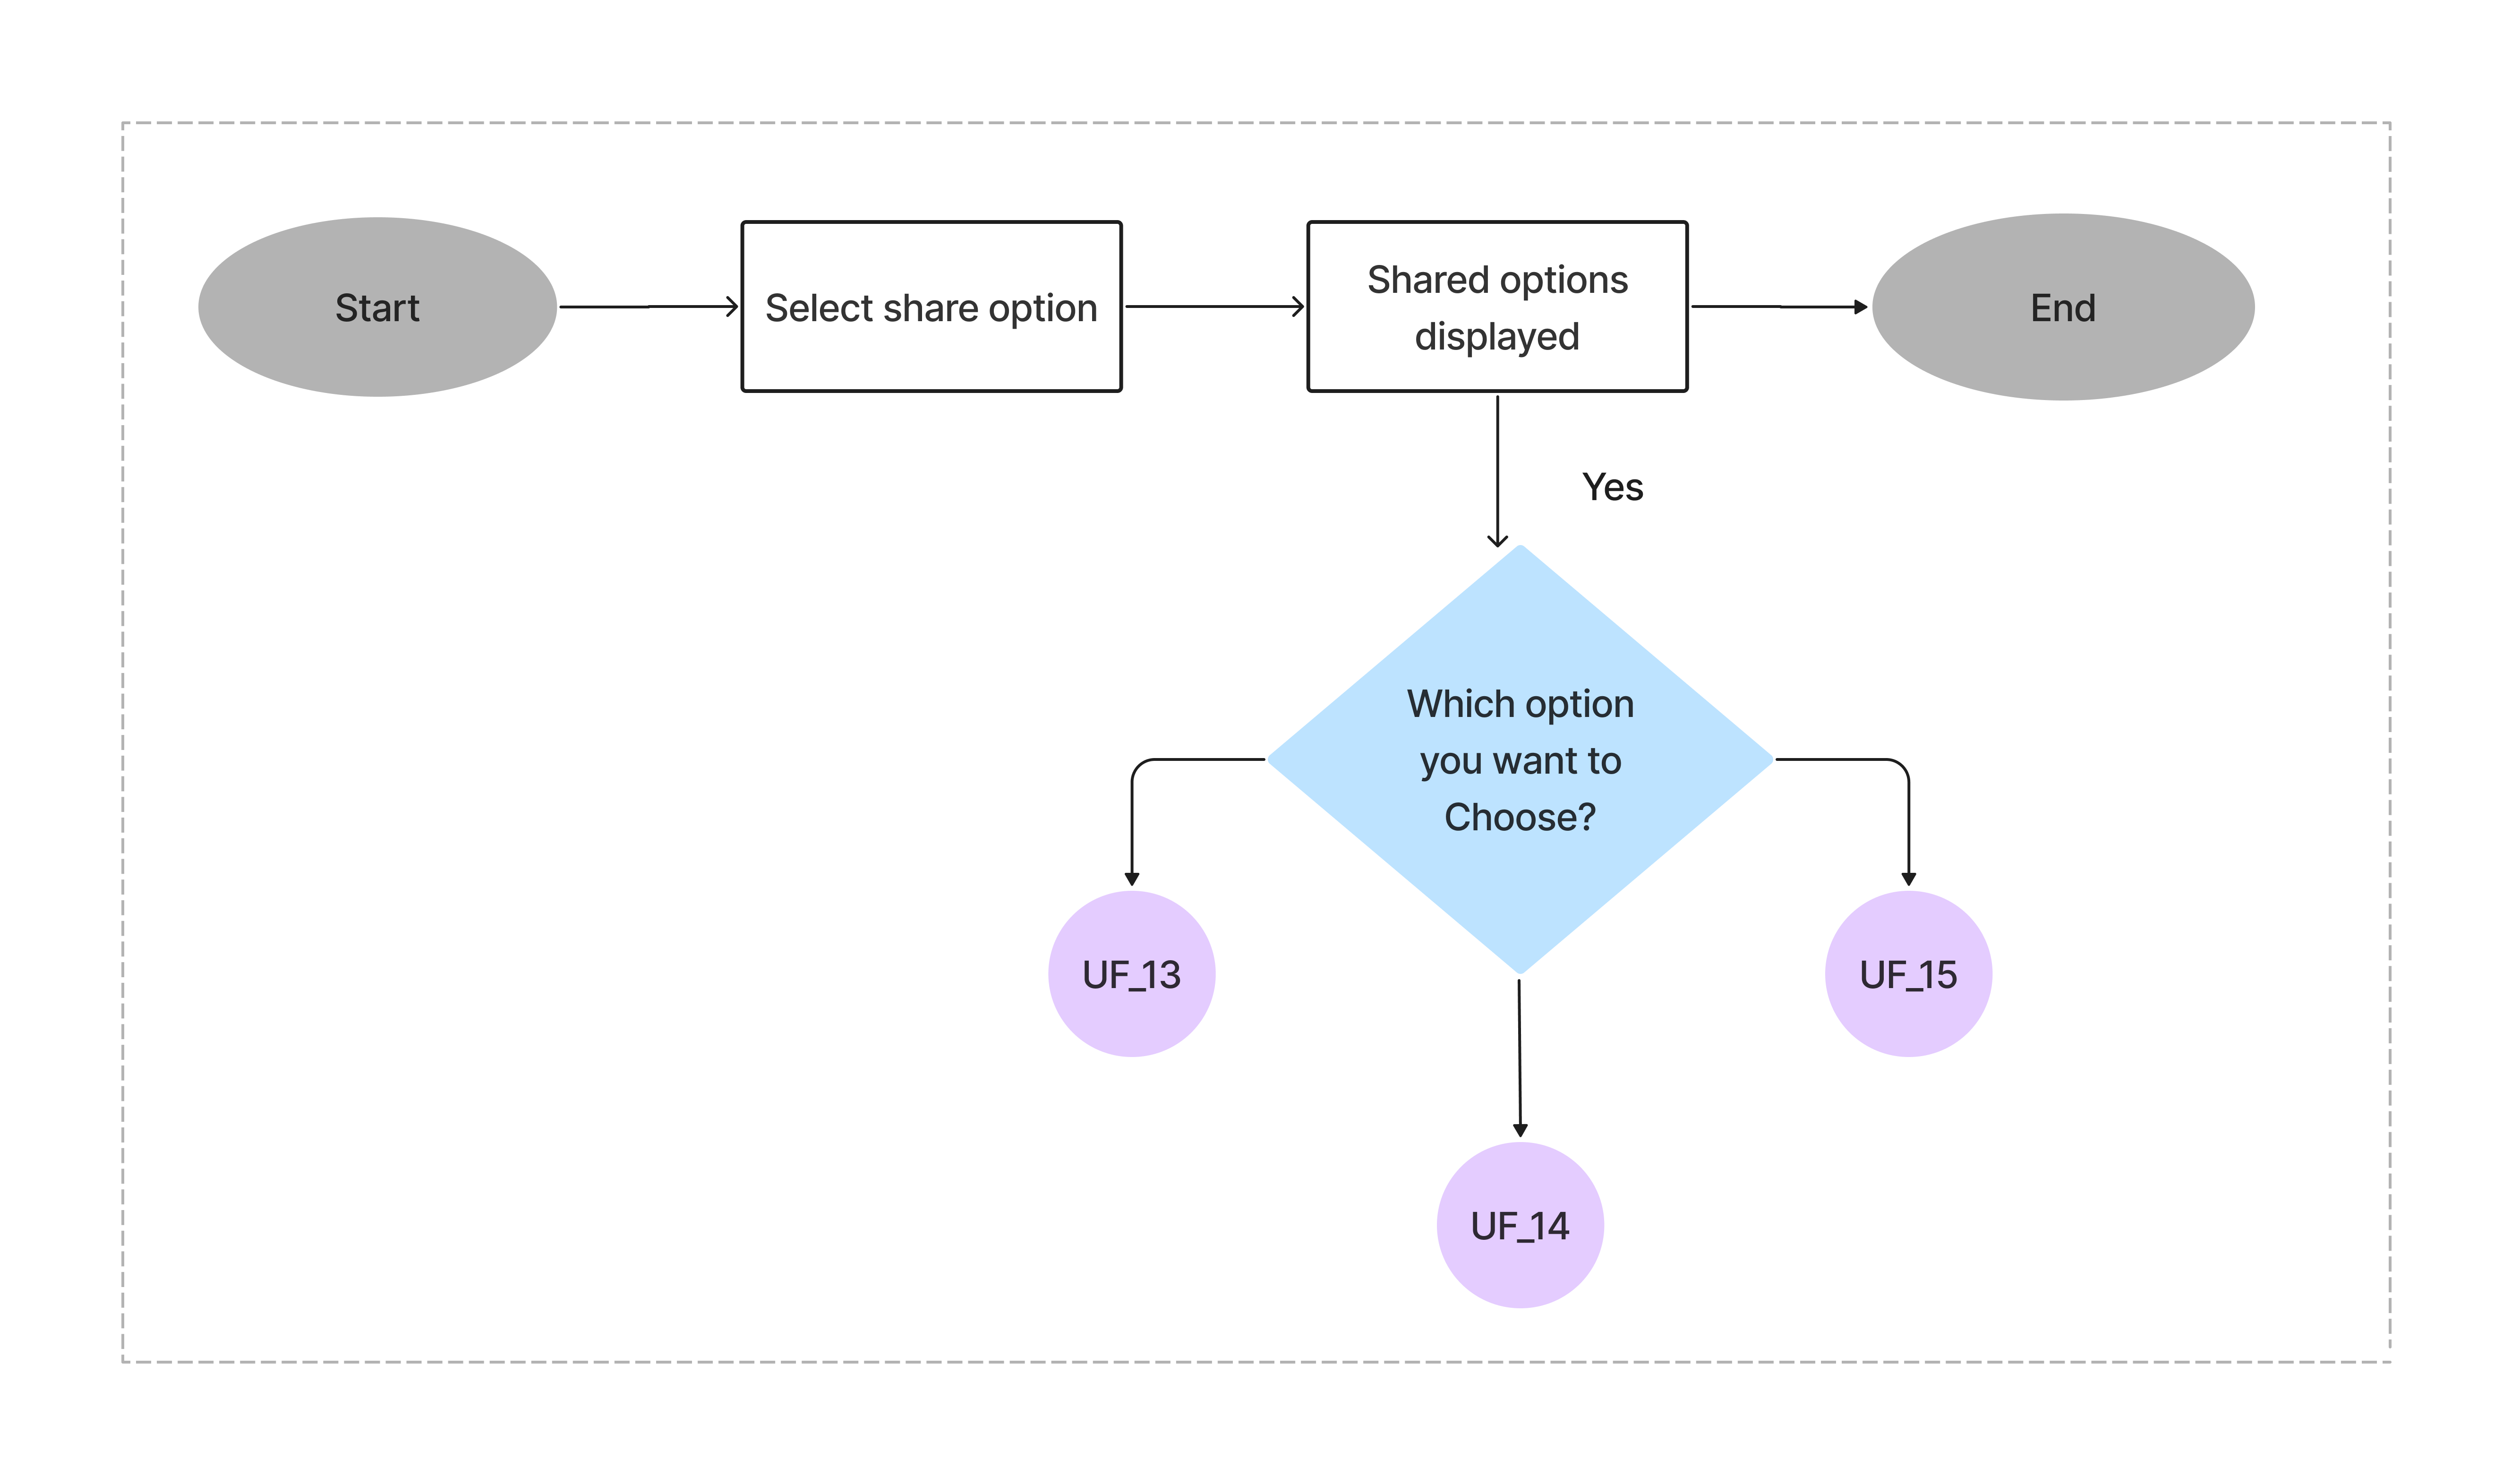 Start
Select share option
Shared options
displayed
End
Yes
Which option
you want to
Choose?
UF_13
UF_15
UF_14